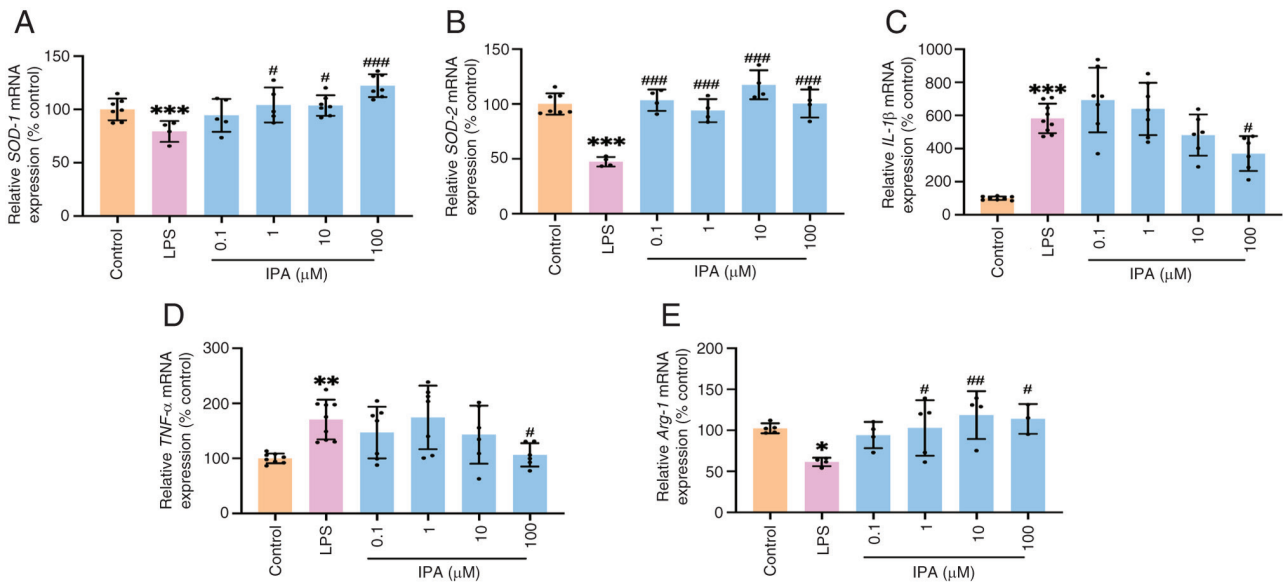 A
Relative SOD-1 mRNA
expression (% control)
150
100
50
0
***
#
#
###
Control
LPS
0.1
1
10
100
IPA (μM)
B
Relative SOD-2 mRNA
expression (% control)
150
100
50
0
***
###
###
###
###
Control
LPS
0.1
1
10
100
IPA (μM)
C
Relative IL-1β mRNA
expression (% control)
1000
800
600
400
200
0
***
#
Control
LPS
0.1
1
10
100
IPA (μM)
D
Relative TNF-α mRNA
expression (% control)
300
200
100
0
**
#
Control
LPS
0.1
1
10
100
IPA (μM)
E
Relative Arg-1 mRNA
expression (% control)
200
150
100
50
0
*
#
##
#
Control
LPS
0.1
1
10
100
IPA (μM)